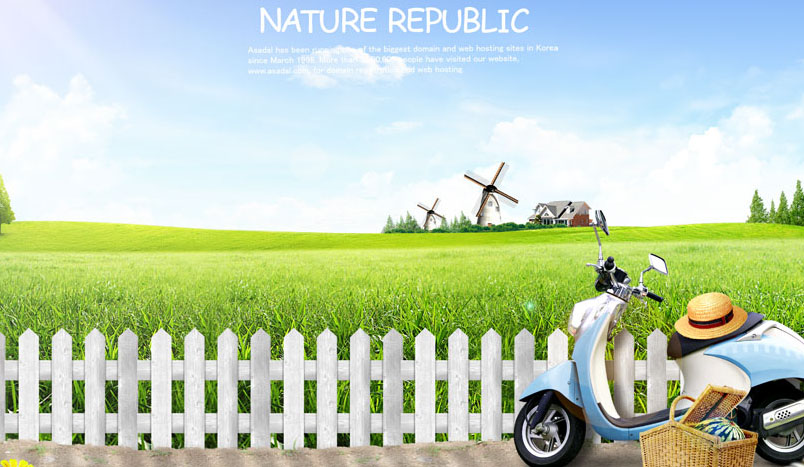 NATURE REPUBLIC
Asadal has been running one of the biggest domain and web hosting sites in Korea
since March 1998. More than people have visited our website,
www.asadal.com for domain registration and web hosting.